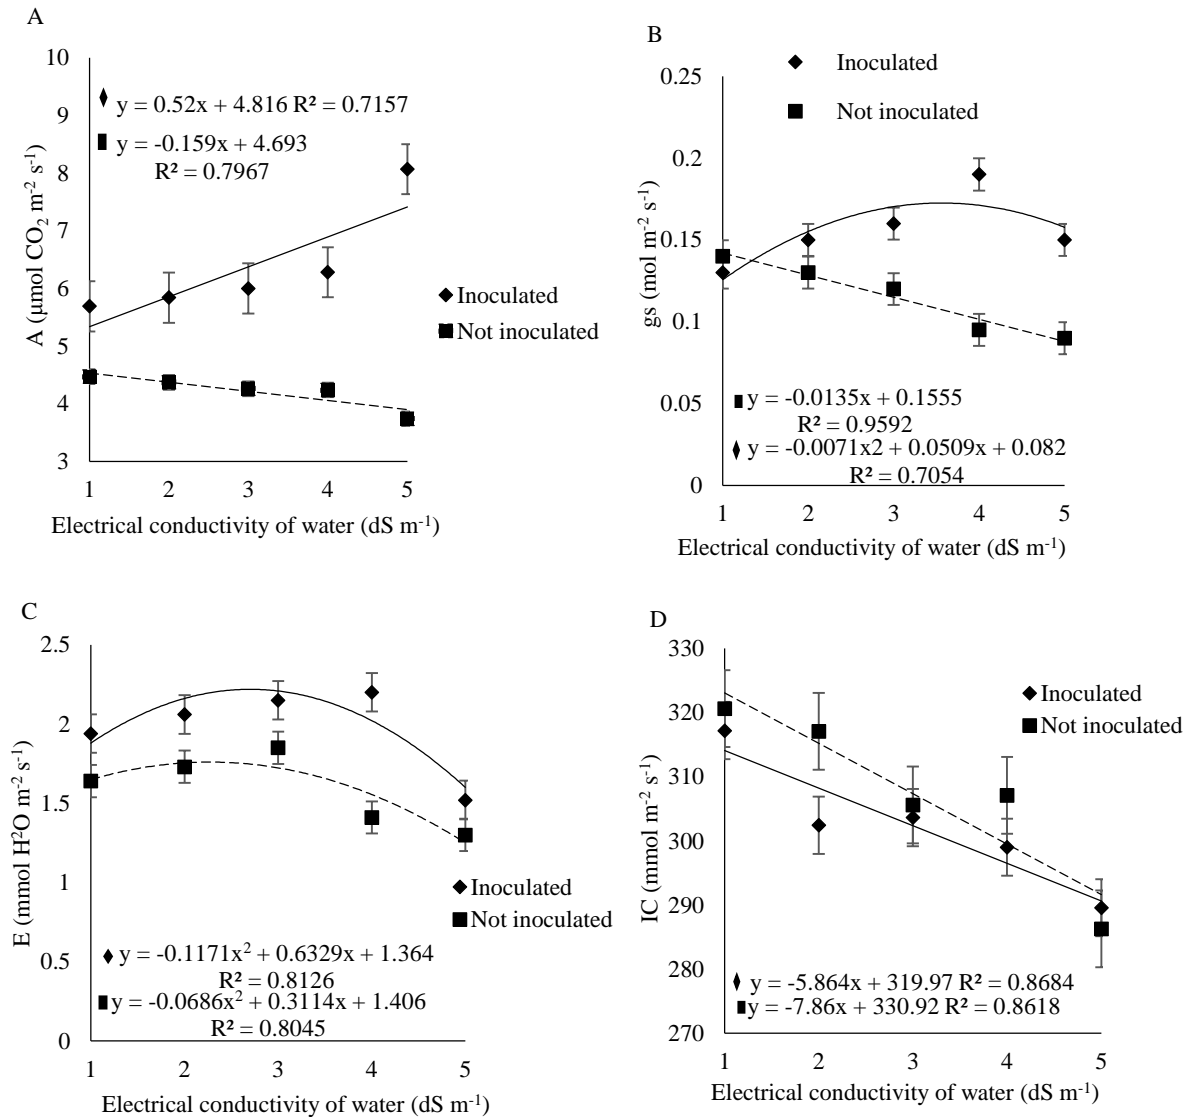 A
10
9
8
7
6
5
4
3
1 2 3 4 5
A (µmol CO₂ m⁻² s⁻¹)
Electrical conductivity of water (dS m⁻¹)
y = 0.52x + 4.816 R² = 0.7157
y = -0.159x + 4.693
R² = 0.7967
Inoculated
Not inoculated
B
Inoculated
Not inoculated
0.25
0.2
0.15
0.1
0.05
0
1 2 3 4 5
gs (mol m⁻² s⁻¹)
Electrical conductivity of water (dS m⁻¹)
y = -0.0135x + 0.1555
R² = 0.9592
y = -0.0071x2 + 0.0509x + 0.082
R² = 0.7054
C
2.5
2
1.5
1
0.5
0
1 2 3 4 5
E (mmol H²O m⁻² s⁻¹)
Electrical conductivity of water (dS m⁻¹)
Inoculated
Not inoculated
y = -0.1171x² + 0.6329x + 1.364
R² = 0.8126
y = -0.0686x² + 0.3114x + 1.406
R² = 0.8045
D
330
320
310
300
290
280
270
1 2 3 4 5
IC (mmol m⁻² s⁻¹)
Electrical conductivity of water (dS m⁻¹)
Inoculated
Not inoculated
y = -5.864x + 319.97 R² = 0.8684
y = -7.86x + 330.92 R² = 0.8618